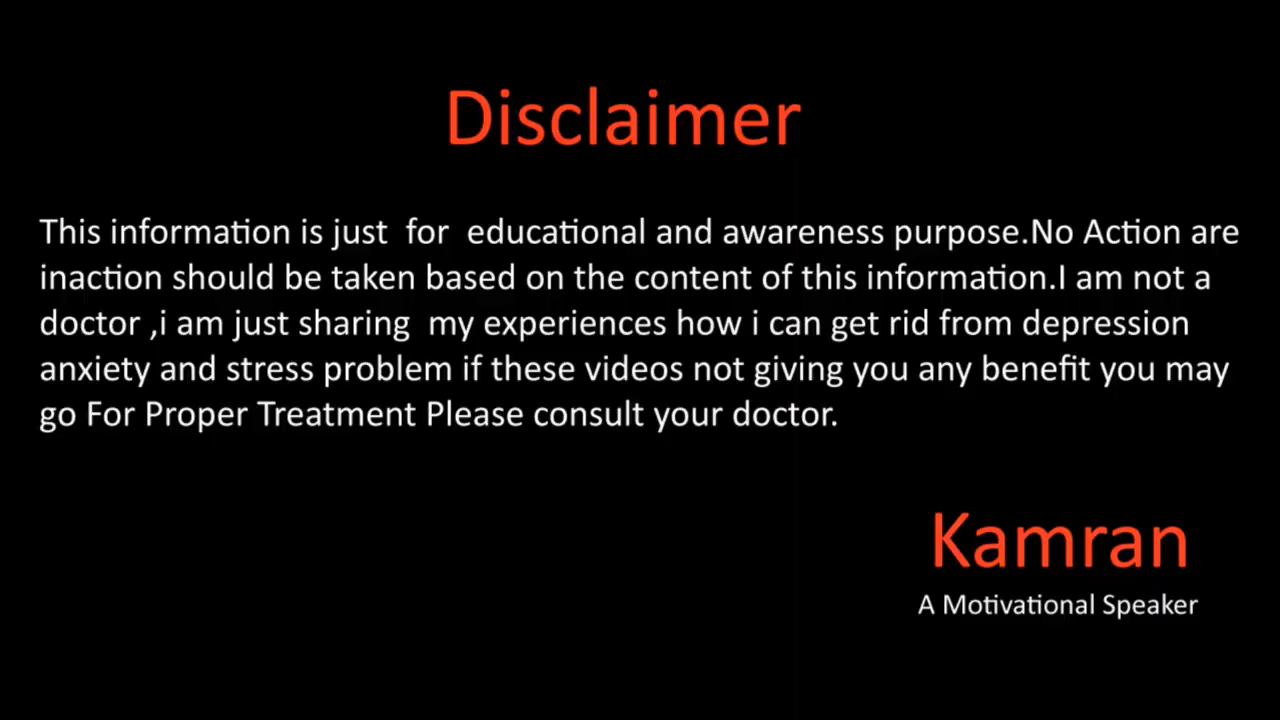 Disclaimer
This information is just  for  educational and awareness purpose.No Action are
inaction should be taken based on the content of this information.I am not a
doctor ,i am just sharing  my experiences how i can get rid from depression
anxiety and stress problem if these videos not giving you any benefit you may
go For Proper Treatment Please consult your doctor.
Kamran
A Motivational Speaker